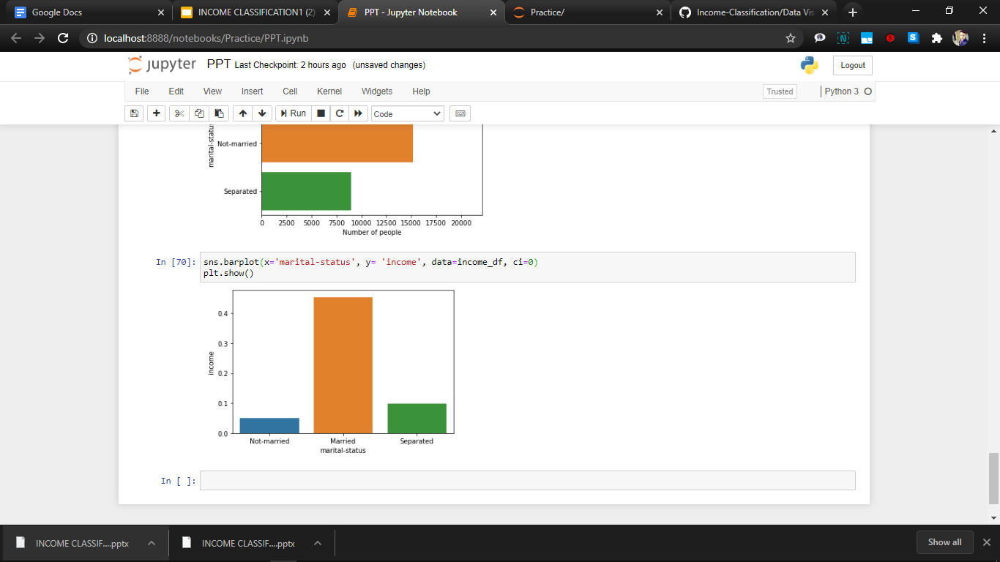 Google Docs
INCOME CLASSIFICATION1 (2)
PPT - Jupyter Notebook
Practice/
Income-Classification/Data Vis
localhost:8888/notebooks/Practice/PPT.ipynb
jupyter PPT Last Checkpoint: 2 hours ago (unsaved changes)
Logout
File Edit View Insert Cell Kernel Widgets Help
Trusted
Python 3
Run
Code
marital-status
Not-married
Separated
0 2500 5000 7500 10000 12500 15000 17500 20000
Number of people
In [70]:
sns.barplot(x='marital-status', y= 'income', data=income_df, ci=0)
plt.show()
income
0.4
0.3
0.2
0.1
0.0
Not-married Married Separated
marital-status
In [ ]:
INCOME CLASSIF....pptx
INCOME CLASSIF....pptx
Show all